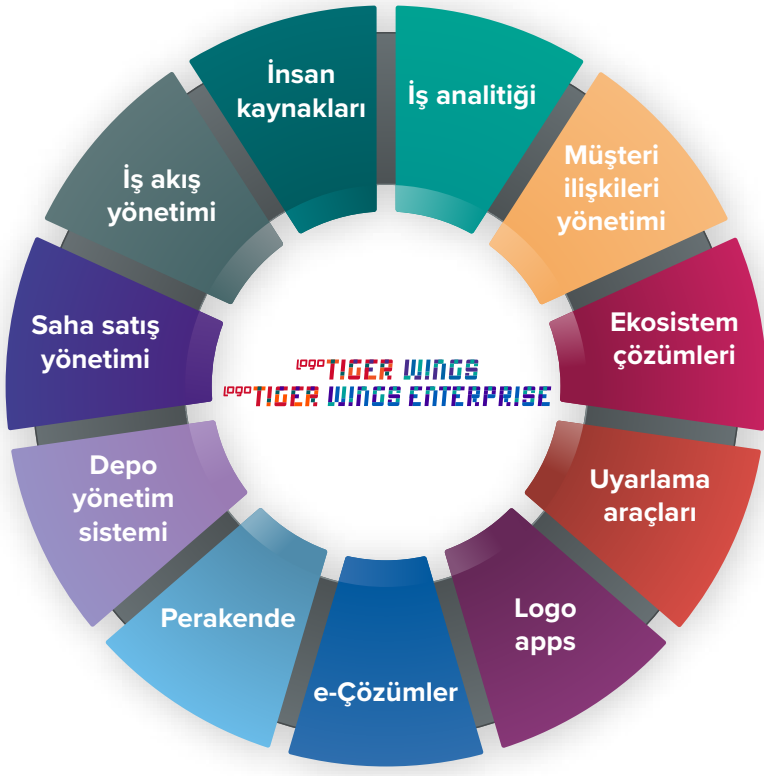 İnsan
kaynakları
İş analitiği
Müşteri
ilişkileri
yönetimi
Ekosistem
çözümleri
Uyarlama
araçları
Logo
apps
e-Çözümler
Perakende
Depo
yönetim
sistemi
Saha satış
yönetimi
İş akış
yönetimi
LOGO TIGER WINGS
LOGO TIGER WINGS ENTERPRISE